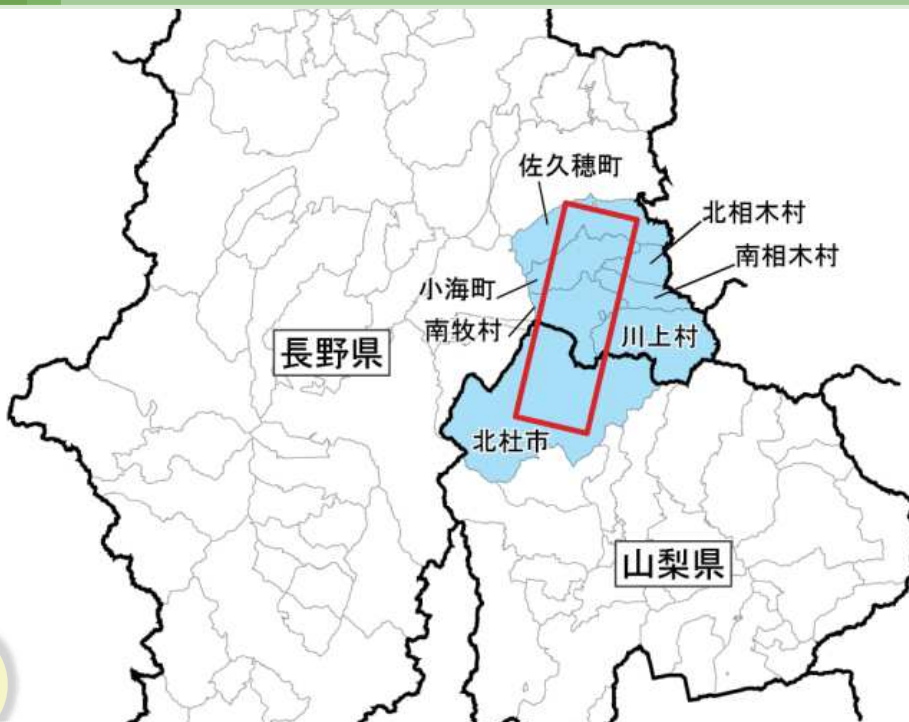 佐久穂町
北相木村
南相木村
小海町
南牧村
川上村
長野県
北杜市
山梨県